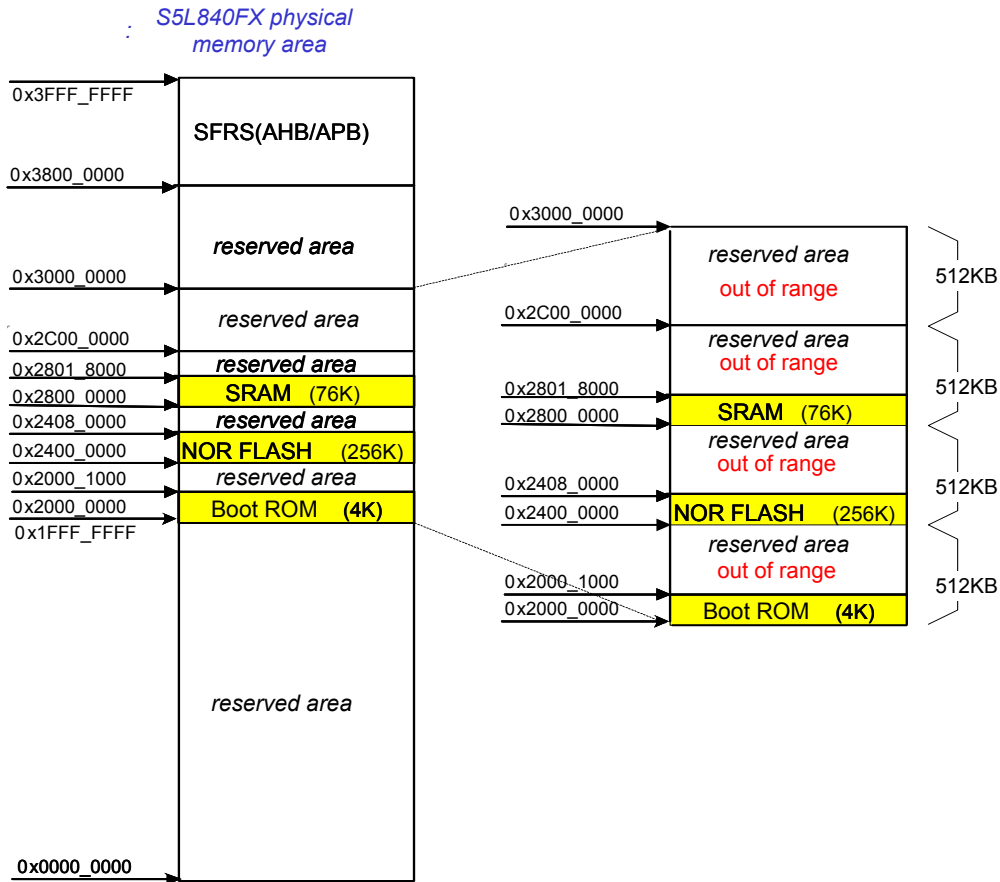 S5L840FX physical
: memory area
0x3FFF_FFFF
SFRS(AHB/APB)
0x3800_0000
reserved area
0x3000_0000
reserved area
0x2C00_0000
reserved area
0x2801_8000
SRAM (76K)
0x2800_0000
reserved area
0x2408_0000
NOR FLASH (256K)
0x2400_0000
reserved area
0x2000_1000
Boot ROM (4K)
0x2000_0000
0x1FFF_FFFF
reserved area
0x0000_0000
0x3000_0000
reserved area
out of range
512KB
0x2C00_0000
reserved area
out of range
512KB
0x2801_8000
SRAM (76K)
0x2800_0000
reserved area
out of range
512KB
0x2408_0000
NOR FLASH (256K)
0x2400_0000
reserved area
out of range
512KB
0x2000_1000
Boot ROM (4K)
0x2000_0000